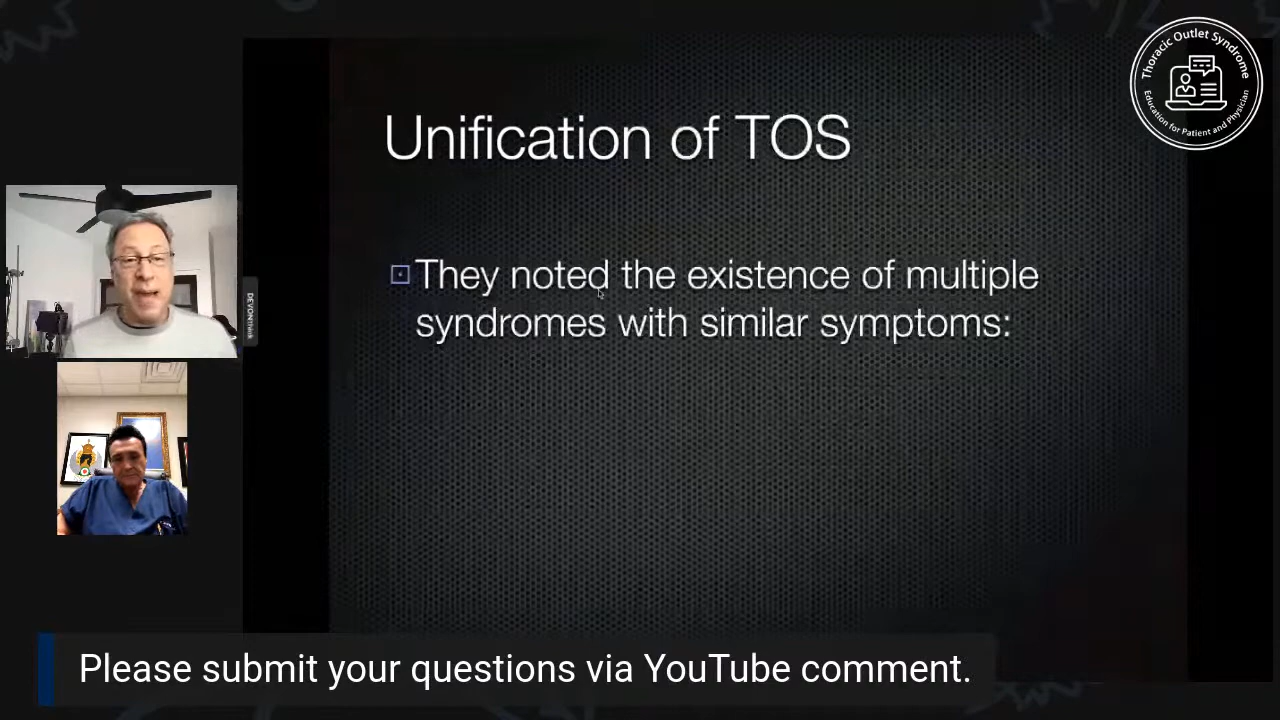 Thoracic Outlet Syndrome
Education for Patient and Physician
Unification of TOS
DEVONthink
They noted the existence of multiple
syndromes with similar symptoms:
Please submit your questions via YouTube comment.